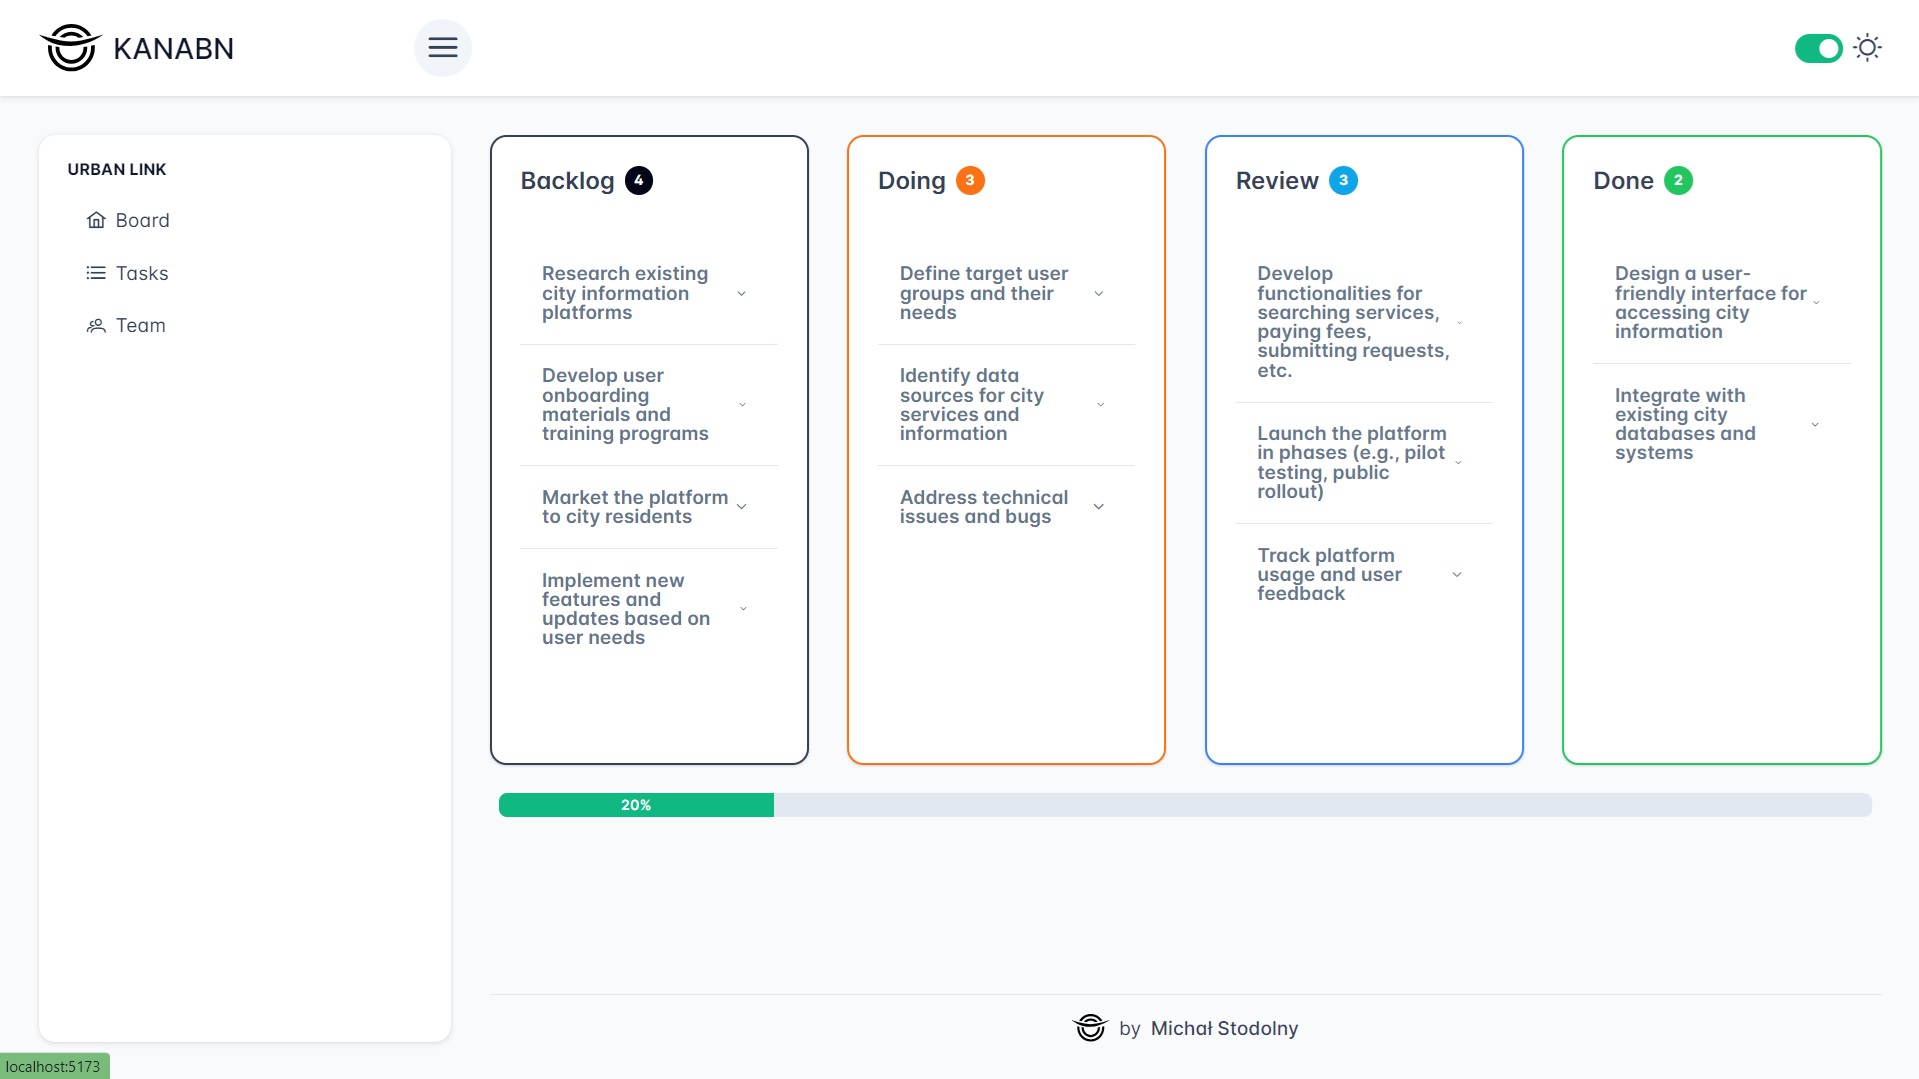 KANABN
URBAN LINK
Board
Tasks
Team
Backlog 4
Research existing
city information
platforms
Develop user
onboarding
materials and
training programs
Market the platform
to city residents
Implement new
features and
updates based on
user needs
Doing 3
Define target user
groups and their
needs
Identify data
sources for city
services and
information
Address technical
issues and bugs
Review 3
Develop
functionalities for
searching services,
paying fees,
submitting requests,
etc.
Launch the platform
in phases (e.g., pilot
testing, public
rollout)
Track platform
usage and user
feedback
Done 2
Design a user-
friendly interface for
accessing city
information
Integrate with
existing city
databases and
systems
20%
by Michał Stodolny
localhost:5173